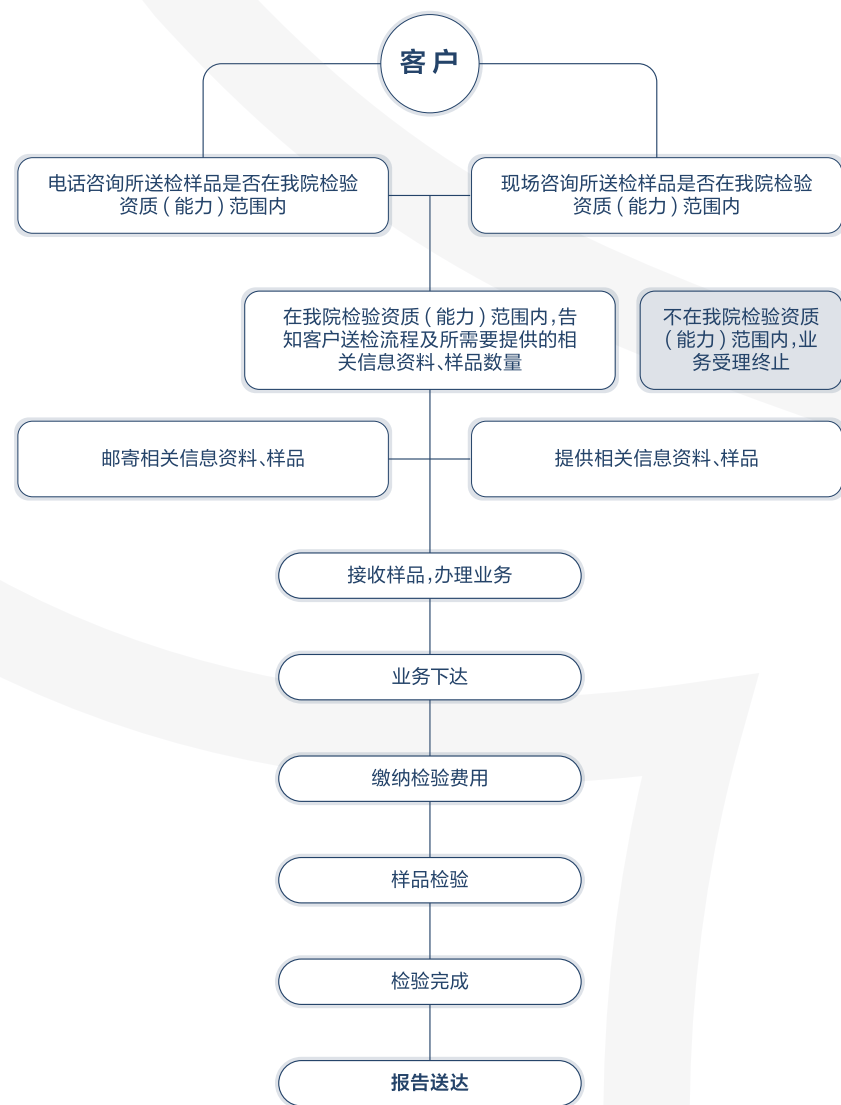 客户
电话咨询所送检样品是否在我院检验
资质(能力)范围内
现场咨询所送检样品是否在我院检验
资质(能力)范围内
在我院检验资质(能力)范围内,告
知客户送检流程及所需要提供的相
关信息资料、样品数量
不在我院检验资质
(能力)范围内,业
务受理终止
邮寄相关信息资料、样品
提供相关信息资料、样品
接收样品,办理业务
业务下达
缴纳检验费用
样品检验
检验完成
报告送达